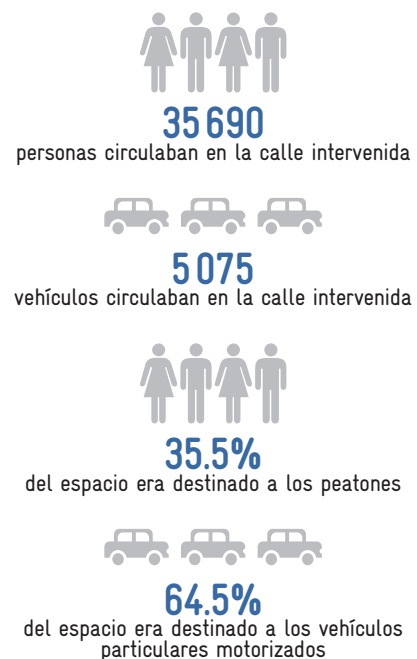 35 690
personas circulaban en la calle intervenida
5 075
vehículos circulaban en la calle intervenida
35.5%
del espacio era destinado a los peatones
64.5%
del espacio era destinado a los vehículos
particulares motorizados